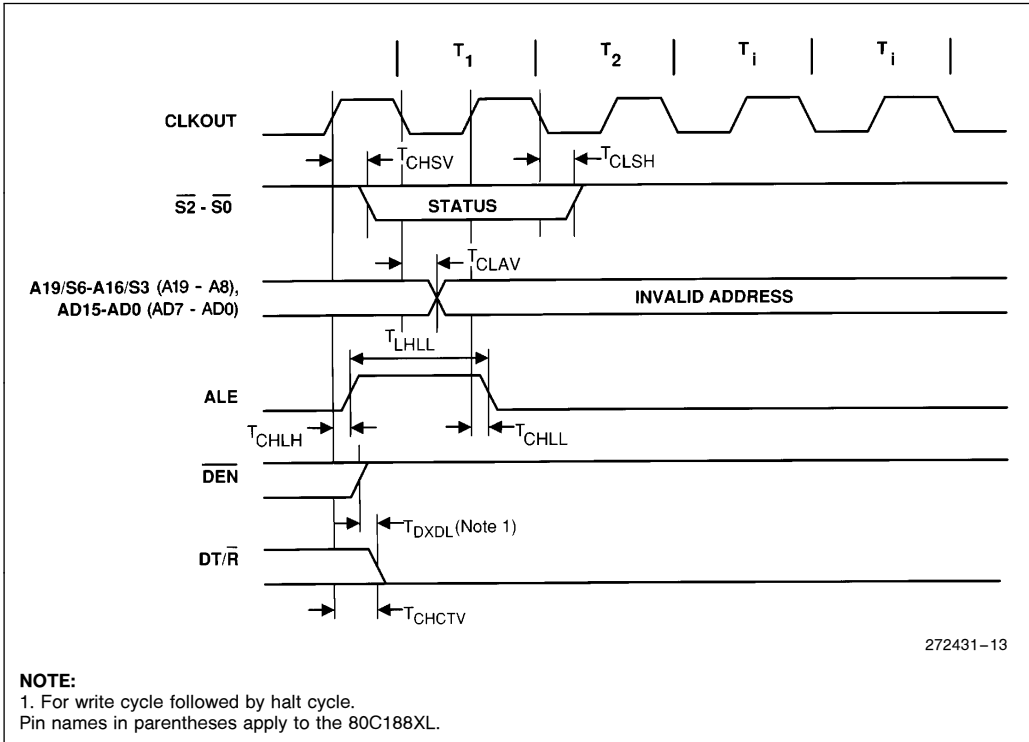 T1 T2 Ti Ti
CLKOUT
TCHSV TCLSH
S2 - S0 STATUS
TCLAV
A19/S6-A16/S3 (A19 - A8),
AD15-AD0 (AD7 - AD0)
INVALID ADDRESS
TLHLL
ALE
TCHLH TCHLL
DEN
TDXDL (Note 1)
DT/R
TCHCTV
272431–13
NOTE:
1. For write cycle followed by halt cycle.
Pin names in parentheses apply to the 80C188XL.